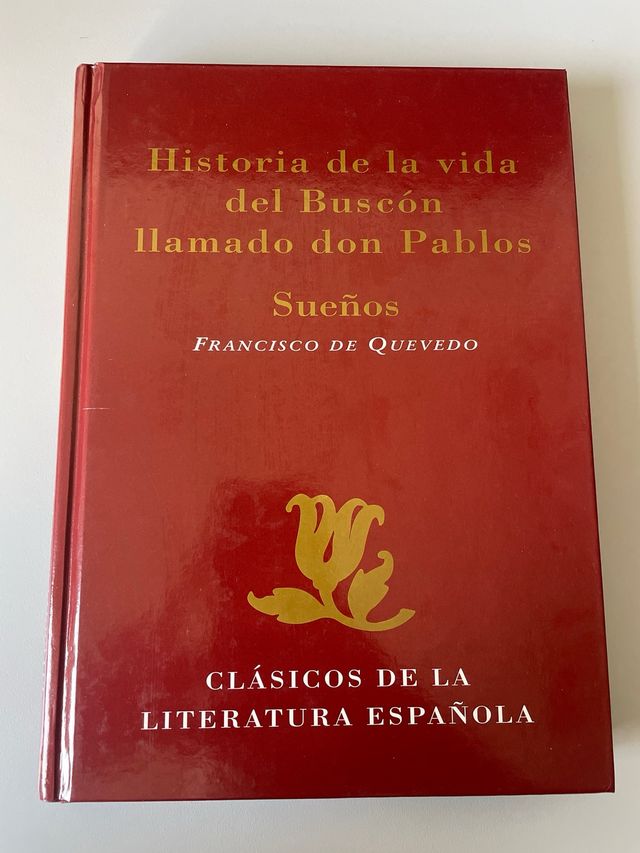 Historia de la vida
del Buscón
llamado don Pablos
Sueños
FRANCISCO DE QUEVEDO
CLÁSICOS DE LA
LITERATURA ESPAÑOLA